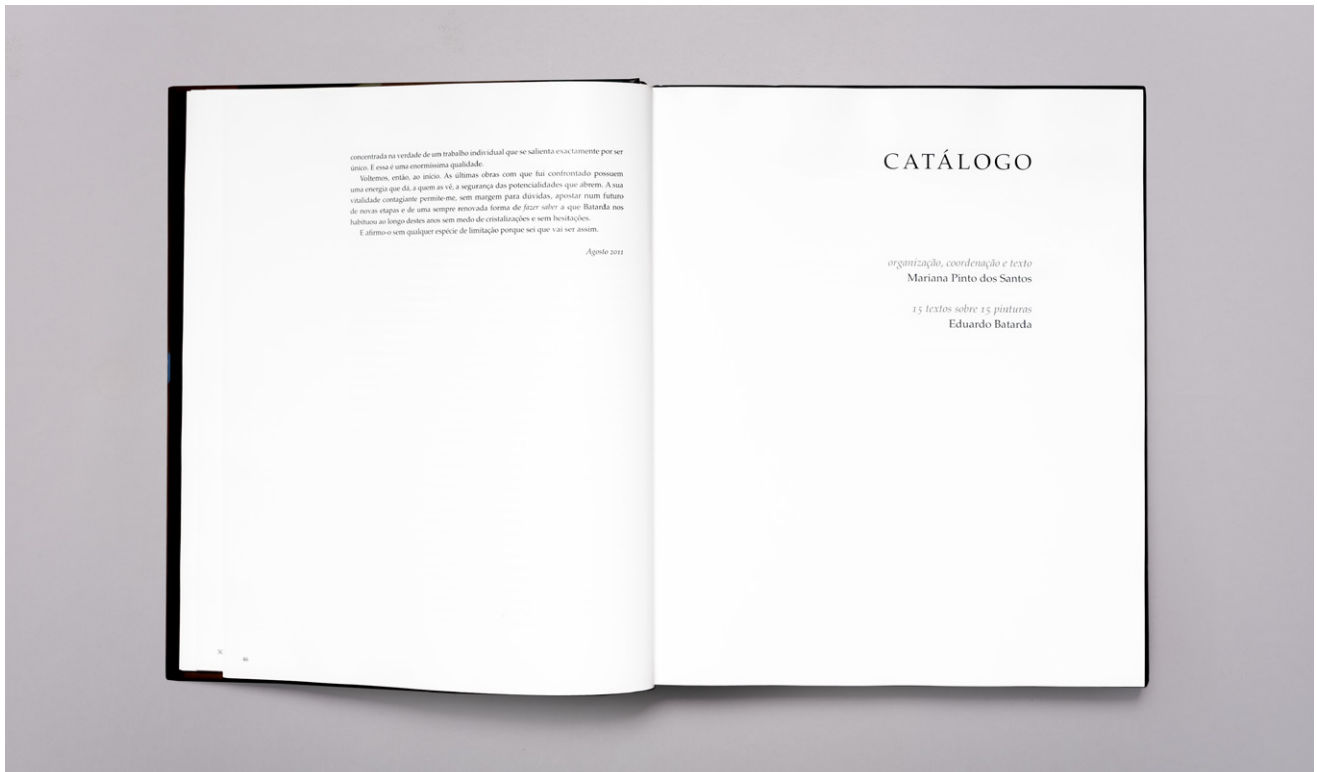 concentrada na verdade de um trabalho individual que se salienta exactamente por ser
único. E essa é uma enormíssima qualidade.
Voltemos, então, ao início. As últimas obras com que fui confrontado possuem
uma energia que dá, a quem as vê, a segurança das potencialidades que abrem. A sua
vitalidade contagiante permite-me, sem margem para dúvidas, apostar num futuro
de novas etapas e de uma sempre renovada forma de fazer saber a que Batarda nos
habituou ao longo destes anos sem medo de cristalizações e sem hesitações.
E afirmo-o sem qualquer espécie de limitação porque sei que vai ser assim.
Agosto 2011
CATÁLOGO
organização, coordenação e texto
Mariana Pinto dos Santos
15 textos sobre 15 pinturas
Eduardo Batarda